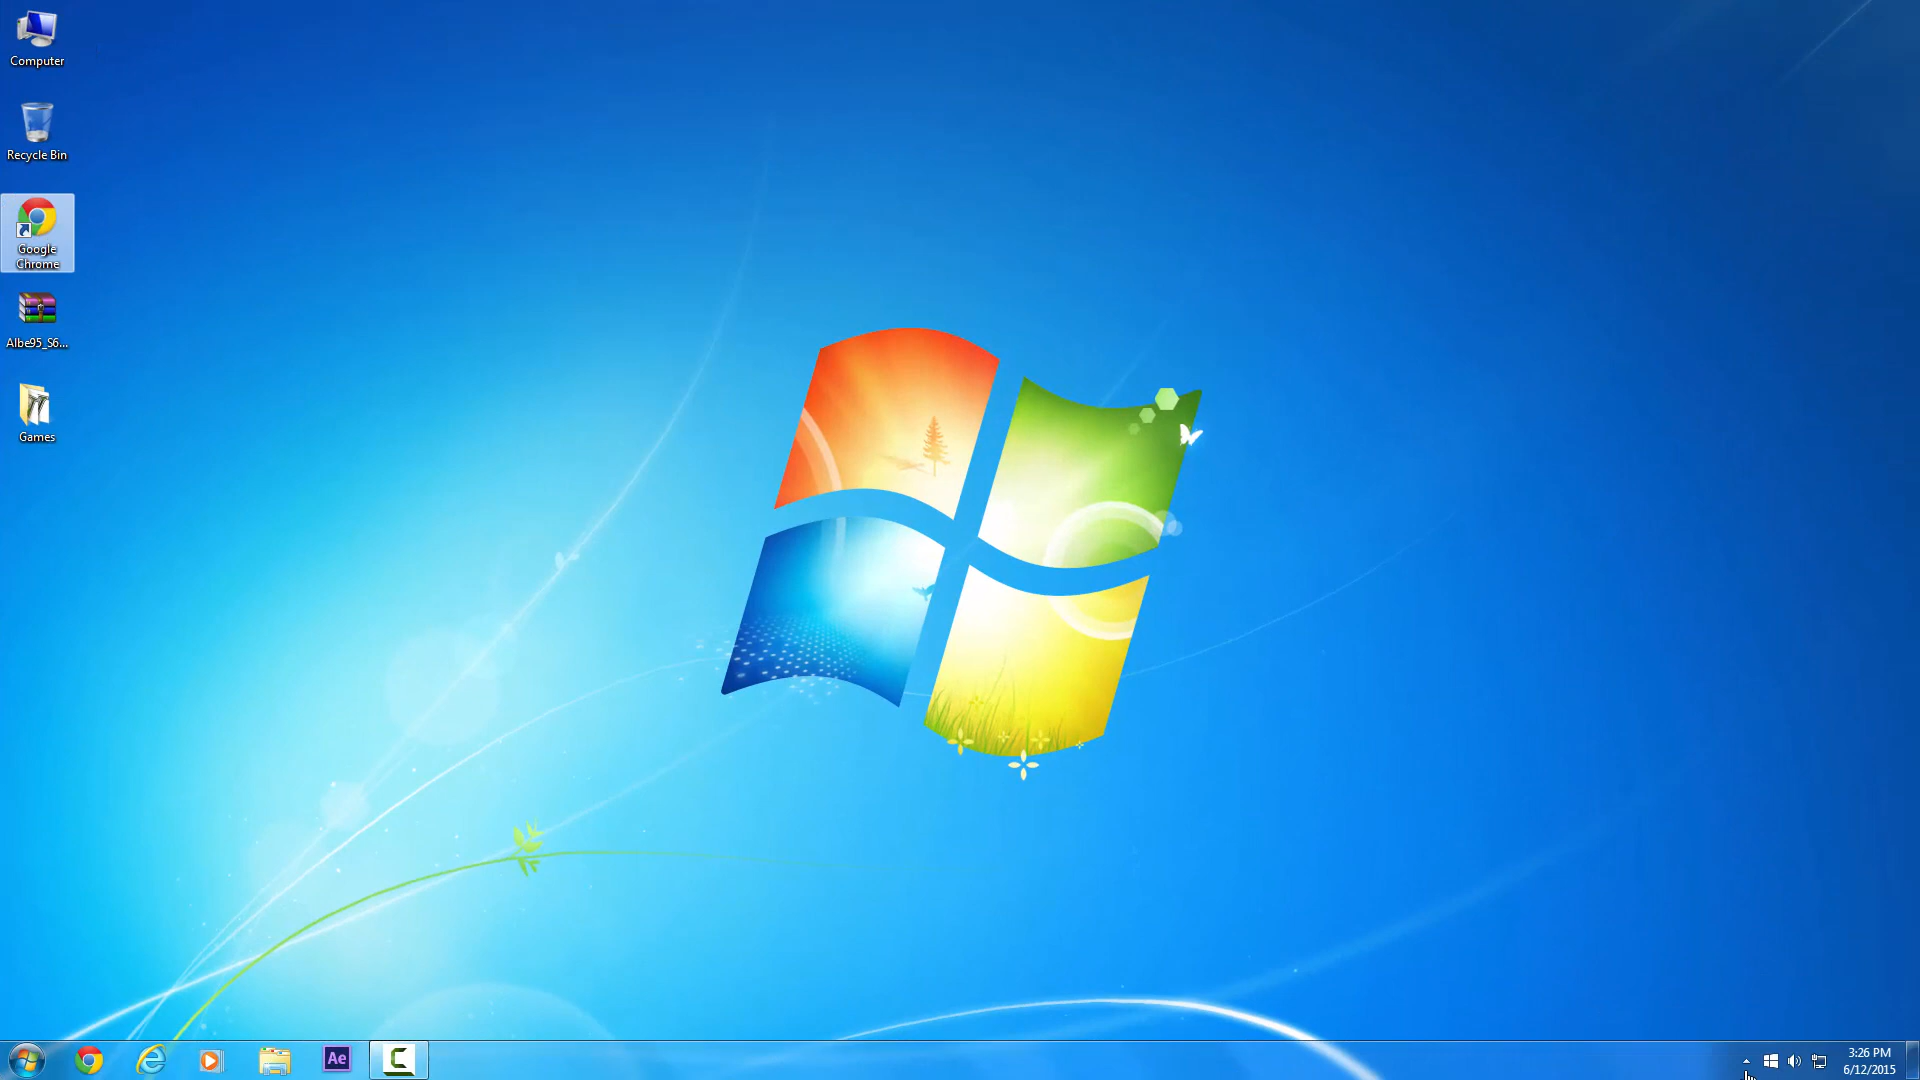 Computer
Recycle Bin
Google
Chrome
Albe95_S6...
Games
Ae
3:26 PM
6/12/2015